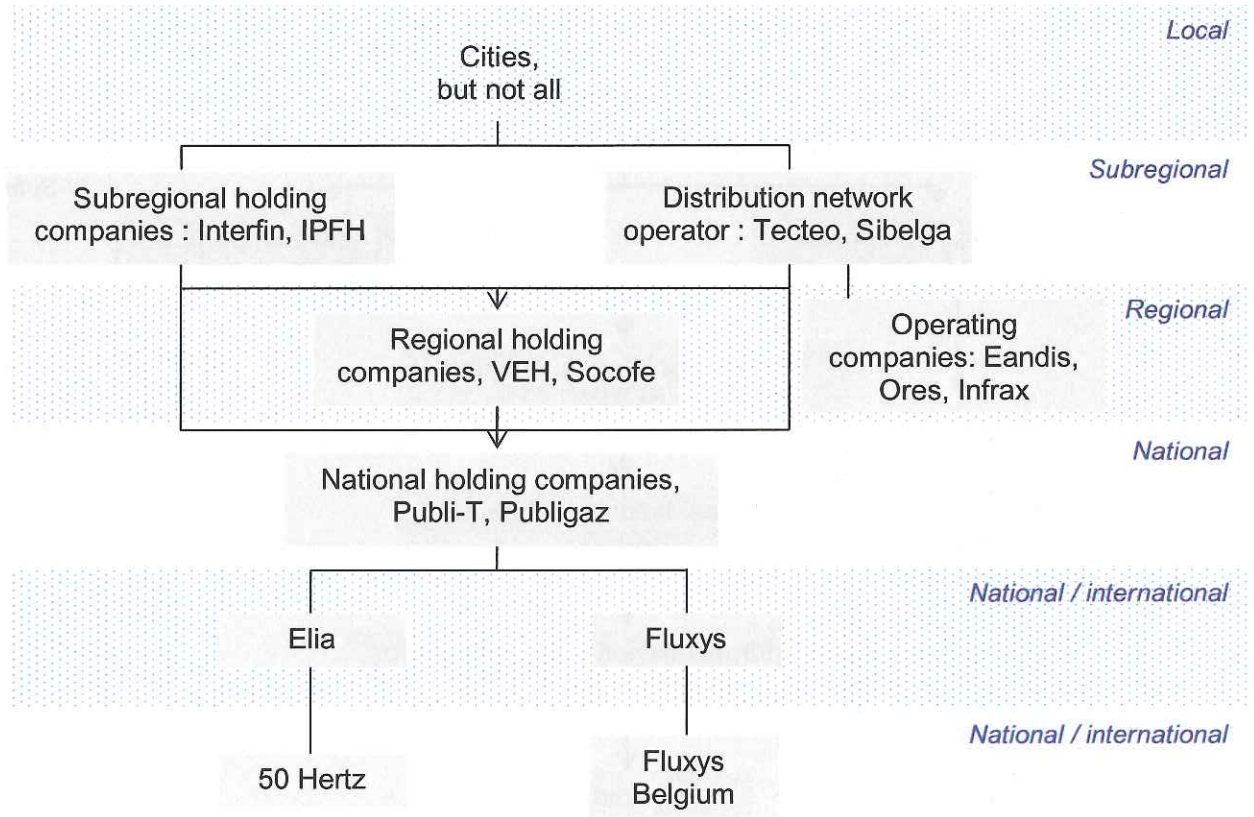 Local
Cities,
but not all
Subregional
Subregional holding
companies : Interfin, IPFH
Distribution network
operator : Tecteo, Sibelga
Regional
Regional holding
companies, VEH, Socofe
Operating
companies: Eandis,
Ores, Infrax
National
National holding companies,
Publi-T, Publigaz
National / international
Elia
Fluxys
National / international
50 Hertz
Fluxys
Belgium